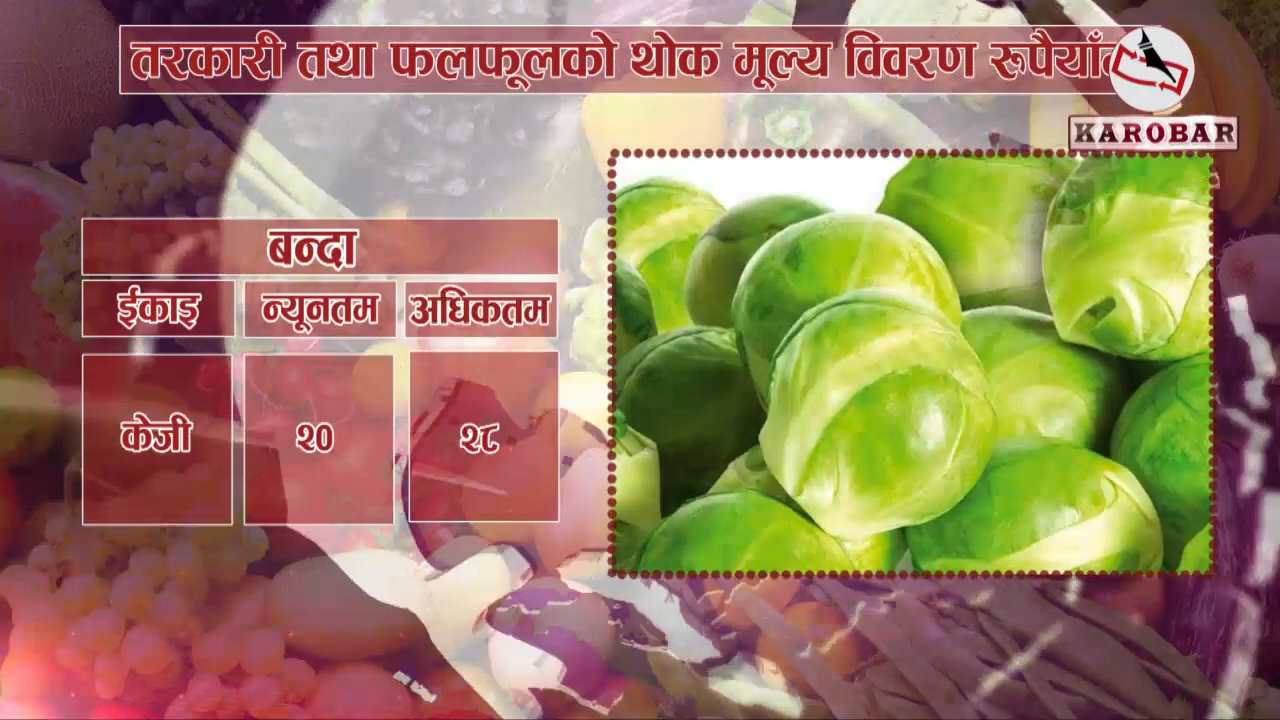 तरकारी तथा फलफूलको थोक मूल्य विवरण
KAROBAR
बन्दा
ईकाइ न्यूनतम अधिकतम
केजी २० २८